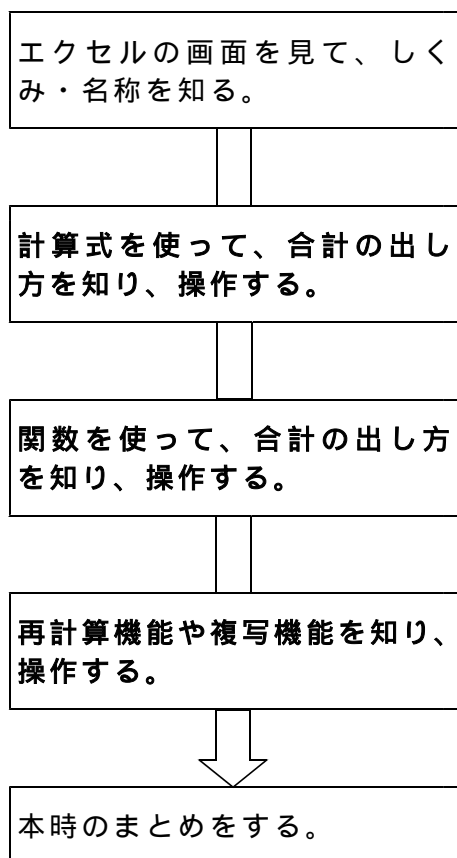 エクセルの画面を見て、しく
み・名称を知る。
計算式を使って、合計の出し
方を知り、操作する。
関数を使って、合計の出し方
を知り、操作する。
再計算機能や複写機能を知り、
操作する。
本時のまとめをする。